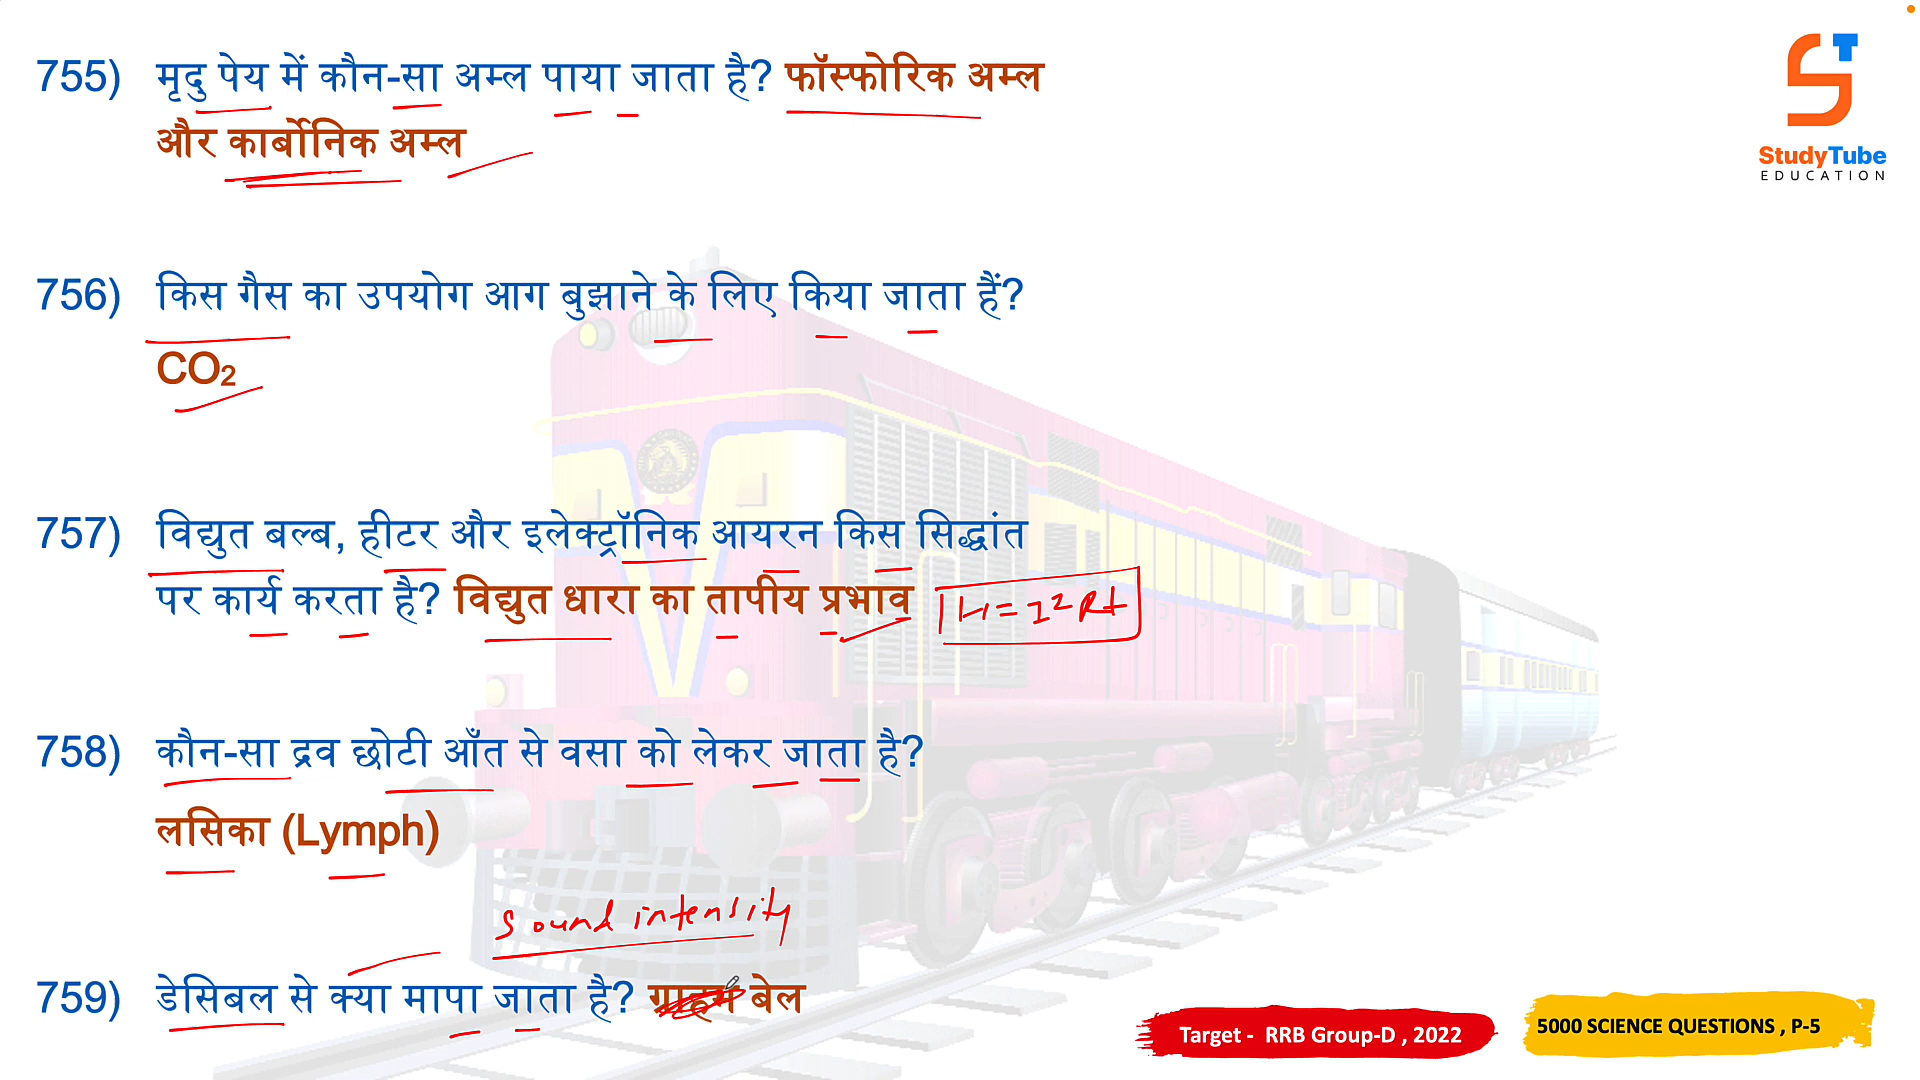 755) मृदु पेय में कौन-सा अम्ल पाया जाता है? फॉस्फोरिक अम्ल
और कार्बोनिक अम्ल
StudyTube
EDUCATION
756) किस गैस का उपयोग आग बुझाने के लिए किया जाता हैं?
CO₂
757) विद्युत बल्ब, हीटर और इलेक्ट्रॉनिक आयरन किस सिद्धांत
पर कार्य करता है? विद्युत धारा का तापीय प्रभाव H=I²Rt
758) कौन-सा द्रव छोटी आँत से वसा को लेकर जाता है?
लसिका (Lymph)
Sound intensity
759) डेसिबल से क्या मापा जाता है? ग्राहम बेल
Target - RRB Group-D , 2022
5000 SCIENCE QUESTIONS , P-5